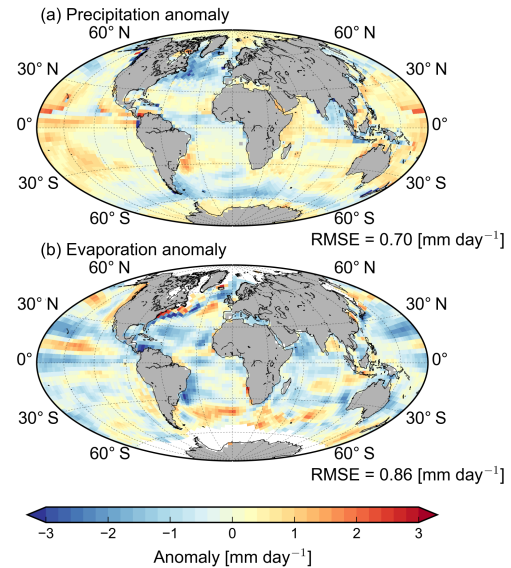 (a) Precipitation anomaly
60° N
60° N
30° N
30° N
0°
0°
30° S
30° S
60° S
60° S
RMSE = 0.70 [mm day⁻¹]
(b) Evaporation anomaly
60° N
60° N
30° N
30° N
0°
0°
30° S
30° S
60° S
60° S
RMSE = 0.86 [mm day⁻¹]
−3 −2 −1 0 1 2 3
Anomaly [mm day⁻¹]